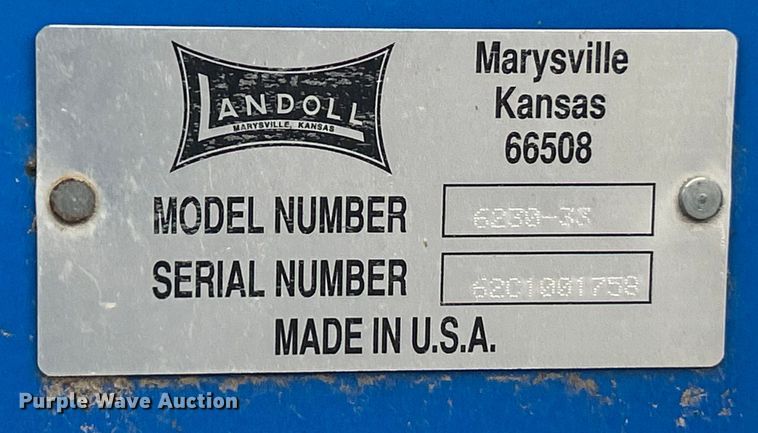 LANDOLL
MARYSVILLE, KANSAS
Marysville
Kansas
66508
MODEL NUMBER 6230-33
SERIAL NUMBER 62C1001758
MADE IN U.S.A.
Purple Wave Auction